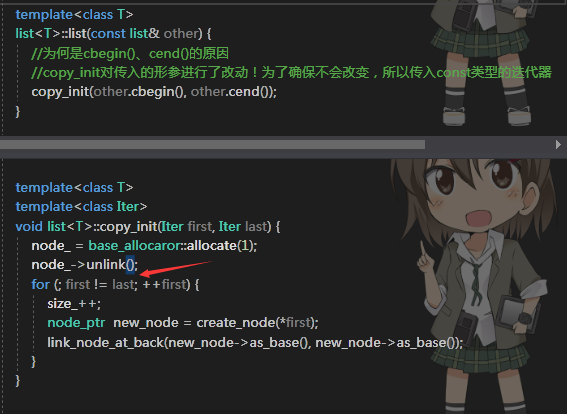 template<class T>
list<T>::list(const list& other) {
//为何是cbegin()、cend()的原因
//copy_init对传入的形参进行了改动！为了确保不会改变，所以传入const类型的迭代器
copy_init(other.cbegin(), other.cend());
}
template<class T>
template<class Iter>
void list<T>::copy_init(Iter first, Iter last) {
node_ = base_allocaror::allocate(1);
node_->unlink();
for (; first != last; ++first) {
size_++;
node_ptr new_node = create_node(*first);
link_node_at_back(new_node->as_base(), new_node->as_base());
}
}